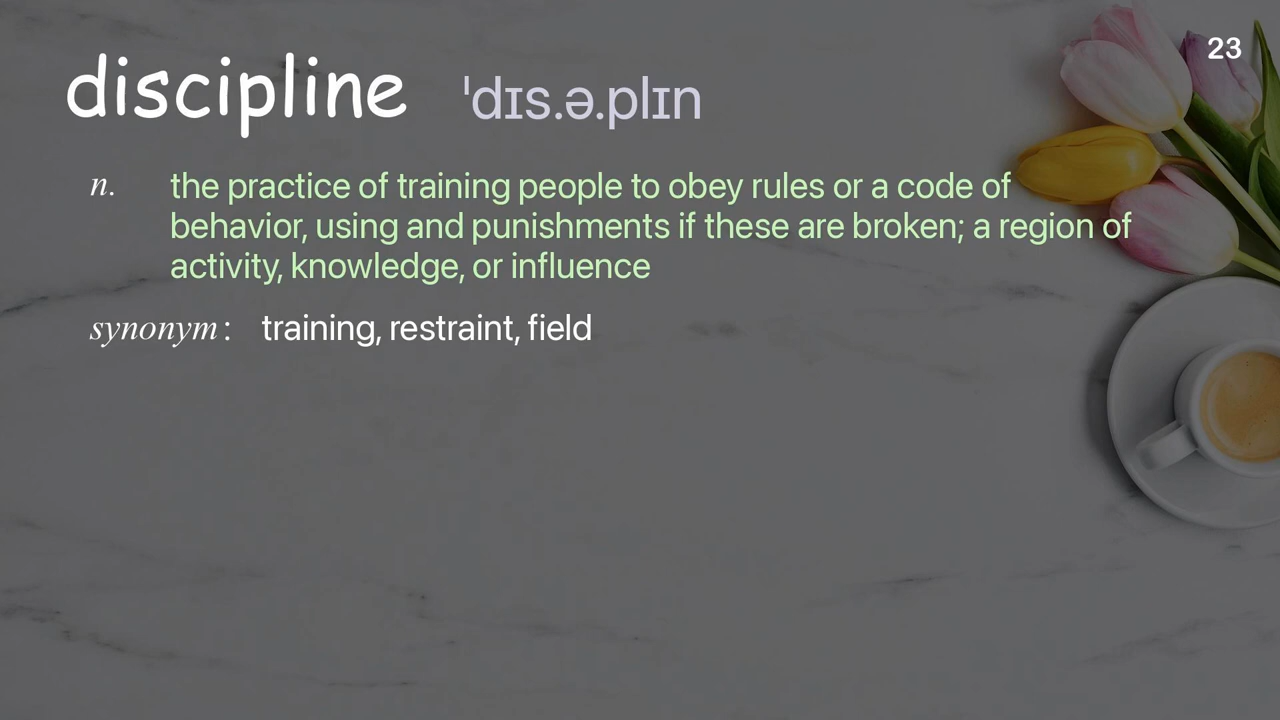 23
discipline ˈdɪs.ə.plɪn
n. the practice of training people to obey rules or a code of
behavior, using and punishments if these are broken; a region of
activity, knowledge, or influence
synonym: training, restraint, field